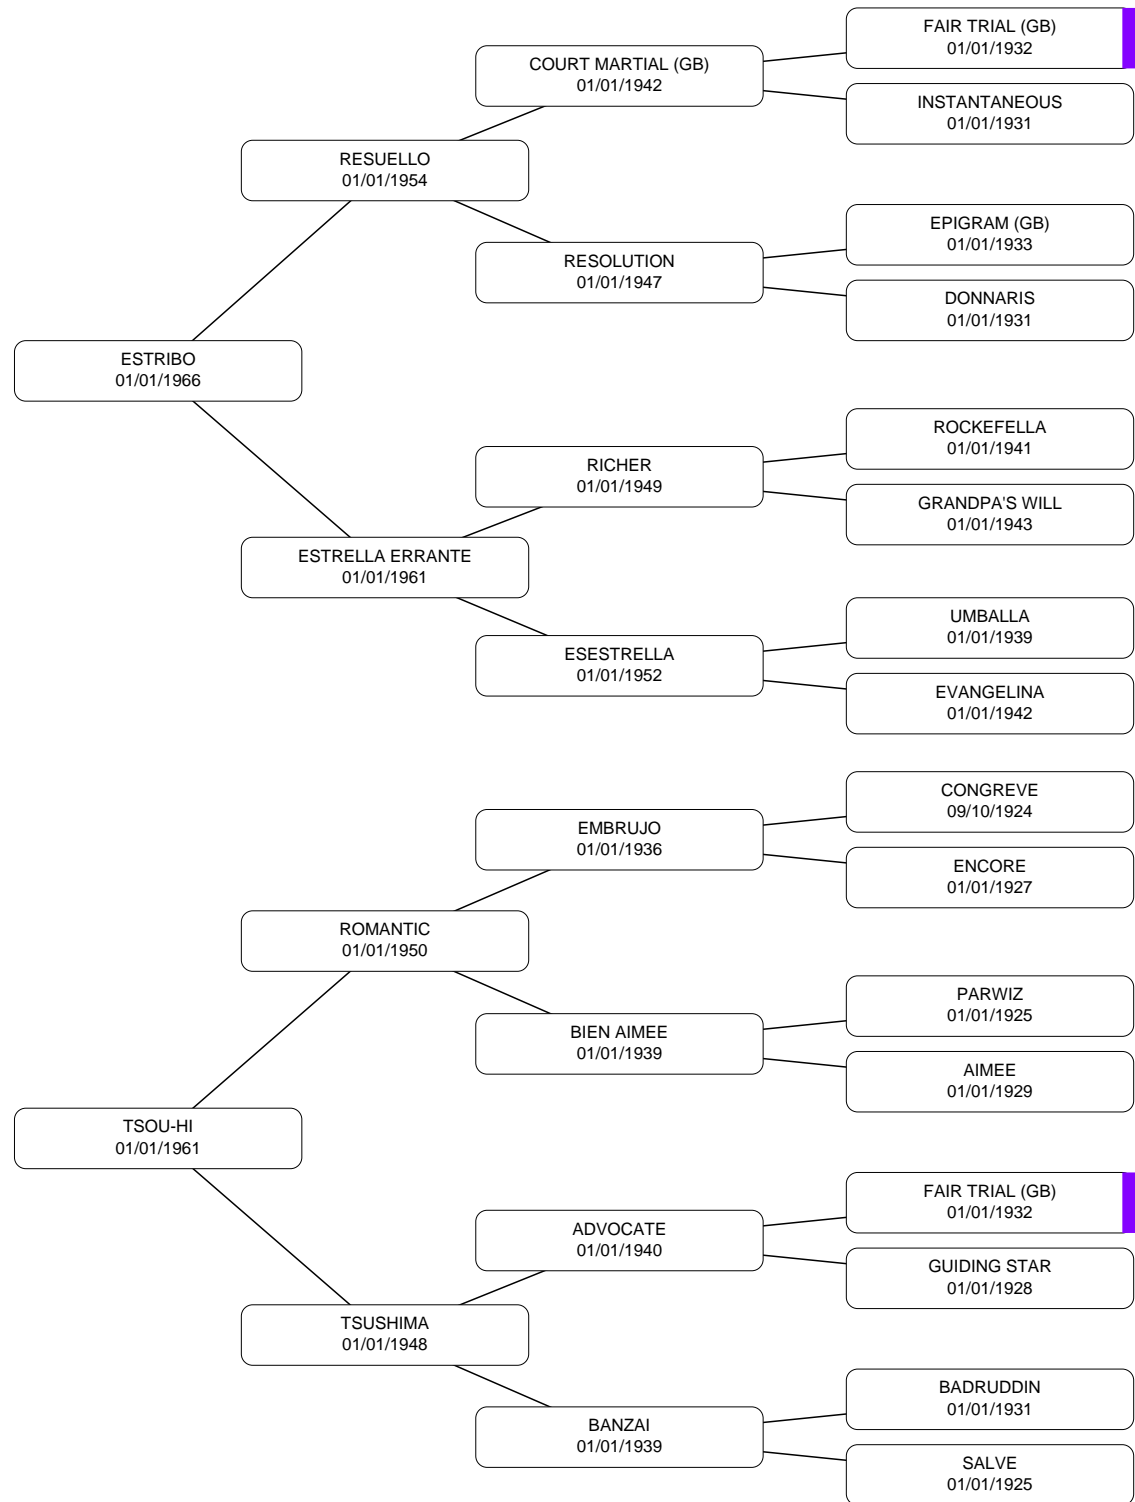 FAIR TRIAL (GB)
01/01/1932
COURT MARTIAL (GB)
01/01/1942
INSTANTANEOUS
01/01/1931
RESUELLO
01/01/1954
EPIGRAM (GB)
01/01/1933
RESOLUTION
01/01/1947
DONNARIS
01/01/1931
ESTRIBO
01/01/1966
ROCKEFELLA
01/01/1941
RICHER
01/01/1949
GRANDPA'S WILL
01/01/1943
ESTRELLA ERRANTE
01/01/1961
UMBALLA
01/01/1939
ESESTRELLA
01/01/1952
EVANGELINA
01/01/1942
CONGREVE
09/10/1924
EMBRUJO
01/01/1936
ENCORE
01/01/1927
ROMANTIC
01/01/1950
PARWIZ
01/01/1925
BIEN AIMEE
01/01/1939
AIMEE
01/01/1929
TSOU-HI
01/01/1961
FAIR TRIAL (GB)
01/01/1932
ADVOCATE
01/01/1940
GUIDING STAR
01/01/1928
TSUSHIMA
01/01/1948
BADRUDDIN
01/01/1931
BANZAI
01/01/1939
SALVE
01/01/1925